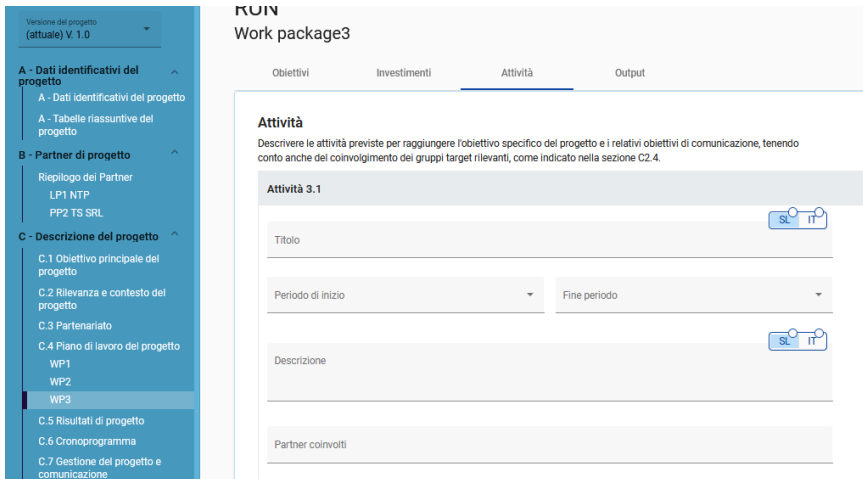 Versione del progetto
(attuale) V. 1.0
A - Dati identificativi del
progetto
A - Dati identificativi del progetto
A - Tabelle riassuntive del
progetto
B - Partner di progetto
Riepilogo dei Partner
LP1 NTP
PP2 TS SRL
C - Descrizione del progetto
C.1 Obiettivo principale del
progetto
C.2 Rilevanza e contesto del
progetto
C.3 Partenariato
C.4 Piano di lavoro del progetto
WP1
WP2
WP3
C.5 Risultati di progetto
C.6 Cronoprogramma
C.7 Gestione del progetto e
comunicazione
RUN
Work package3
Obiettivi Investimenti Attività Output
Attività
Descrivere le attività previste per raggiungere l'obiettivo specifico del progetto e i relativi obiettivi di comunicazione, tenendo
conto anche del coinvolgimento dei gruppi target rilevanti, come indicato nella sezione C2.4.
Attività 3.1
SL IT
Titolo
Periodo di inizio Fine periodo
SL IT
Descrizione
Partner coinvolti